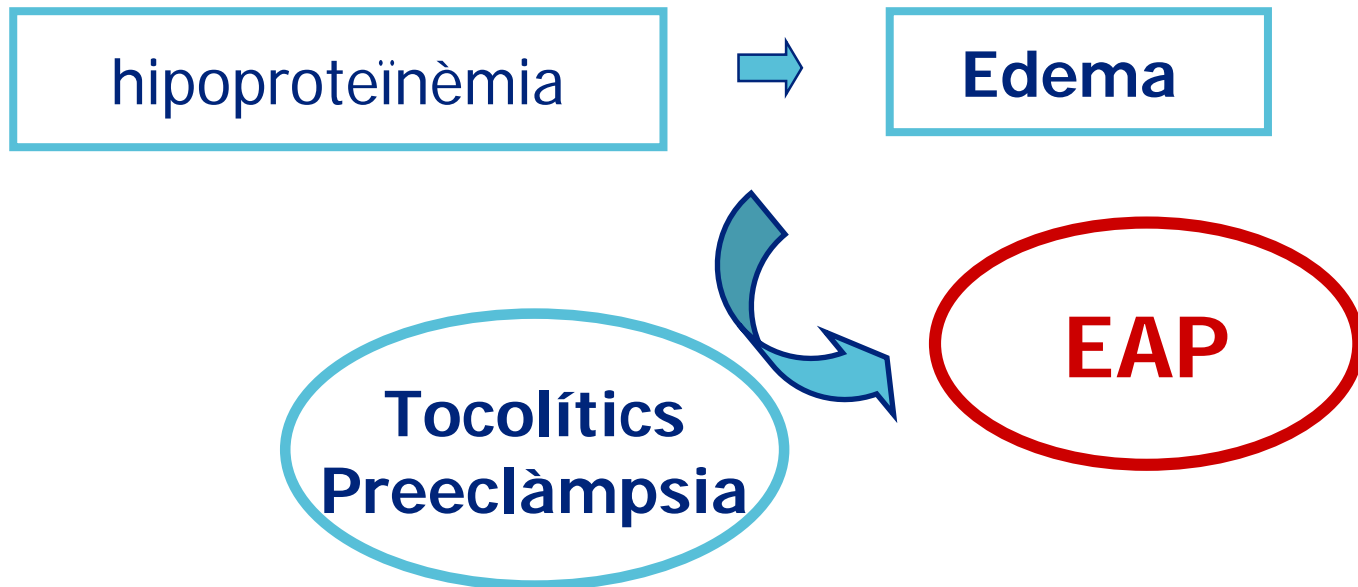 hipoproteïnèmia
Edema
EAP
Tocolítics
Preeclàmpsia